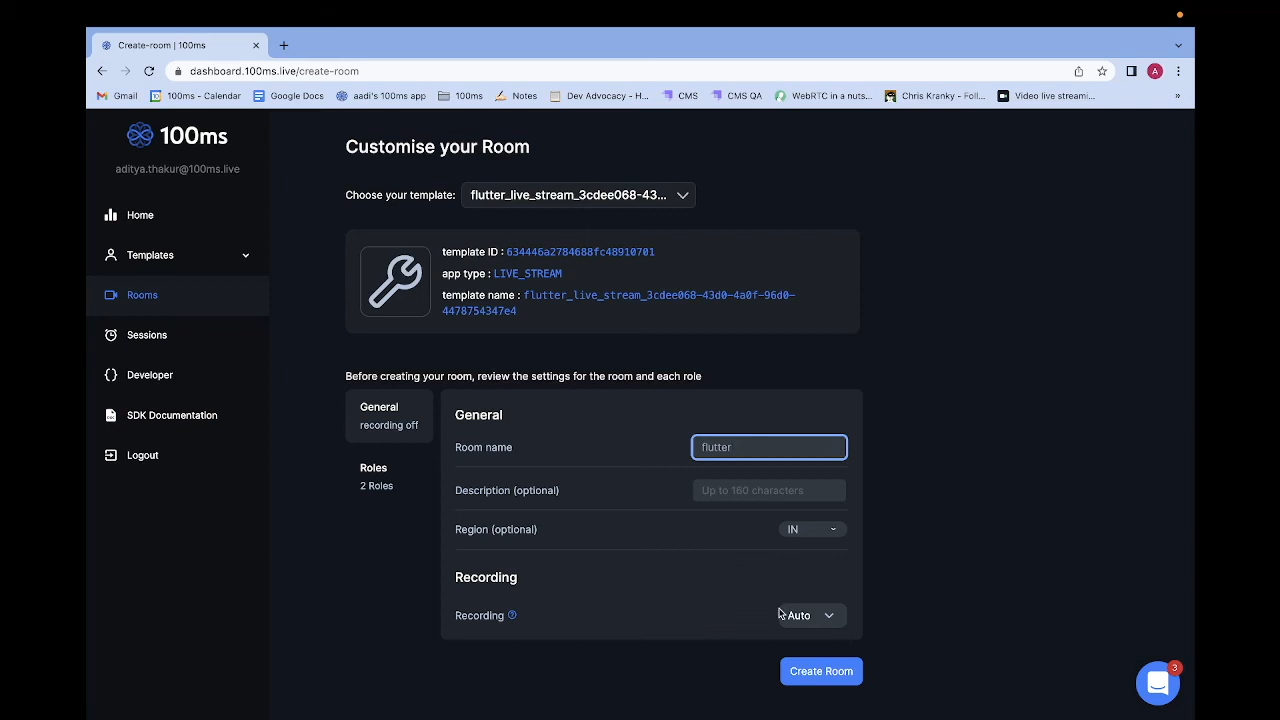 Create-room | 100ms
dashboard.100ms.live/create-room
A
Gmail
100ms - Calendar
Google Docs
aadi's 100ms app
100ms
Notes
Dev Advocacy - H...
CMS
CMS QA
WebRTC in a nuts...
Chris Kranky - Foll...
Video live streami...
»
100ms
aditya.thakur@100ms.live
Home
Templates
Rooms
Sessions
Developer
SDK Documentation
Logout
Customise your Room
Choose your template: flutter_live_stream_3cdee068-43...
template ID : 634446a2784688fc48910701
app type : LIVE_STREAM
template name : flutter_live_stream_3cdee068-43d0-4a0f-96d0-
4478754347e4
Before creating your room, review the settings for the room and each role
General
recording off
Roles
2 Roles
General
Room name flutter
Description (optional) Up to 160 characters
Region (optional) IN
Recording
Recording Auto
Create Room
3